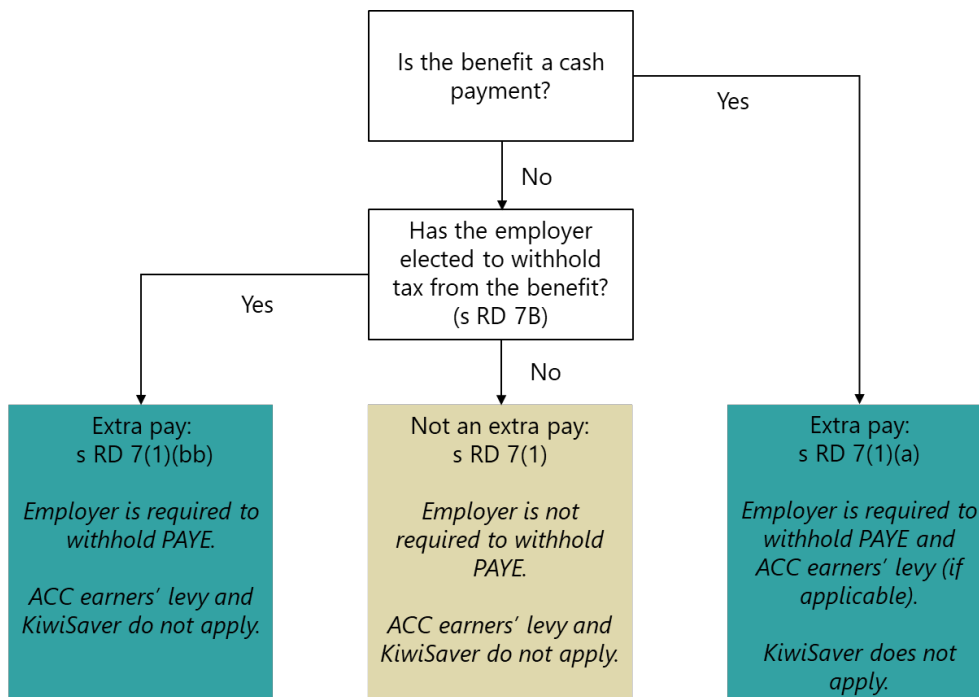 Is the benefit a cash
payment?
Yes
No
Has the employer
elected to withhold
tax from the benefit?
(s RD 7B)
Yes
No
Extra pay:
s RD 7(1)(bb)
Employer is required to
withhold PAYE.
ACC earners’ levy and
KiwiSaver do not apply.
Not an extra pay:
s RD 7(1)
Employer is not
required to withhold
PAYE.
ACC earners’ levy and
KiwiSaver do not apply.
Extra pay:
s RD 7(1)(a)
Employer is required to
withhold PAYE and
ACC earners’ levy (if
applicable).
KiwiSaver does not
apply.